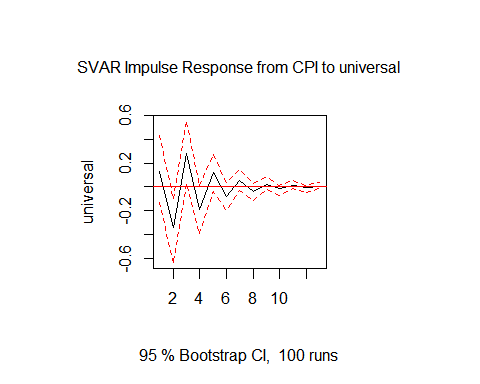 SVAR Impulse Response from CPI to universal
universal
0.6
0.2
-0.2
-0.6
2 4 6 8 10
95 % Bootstrap CI, 100 runs